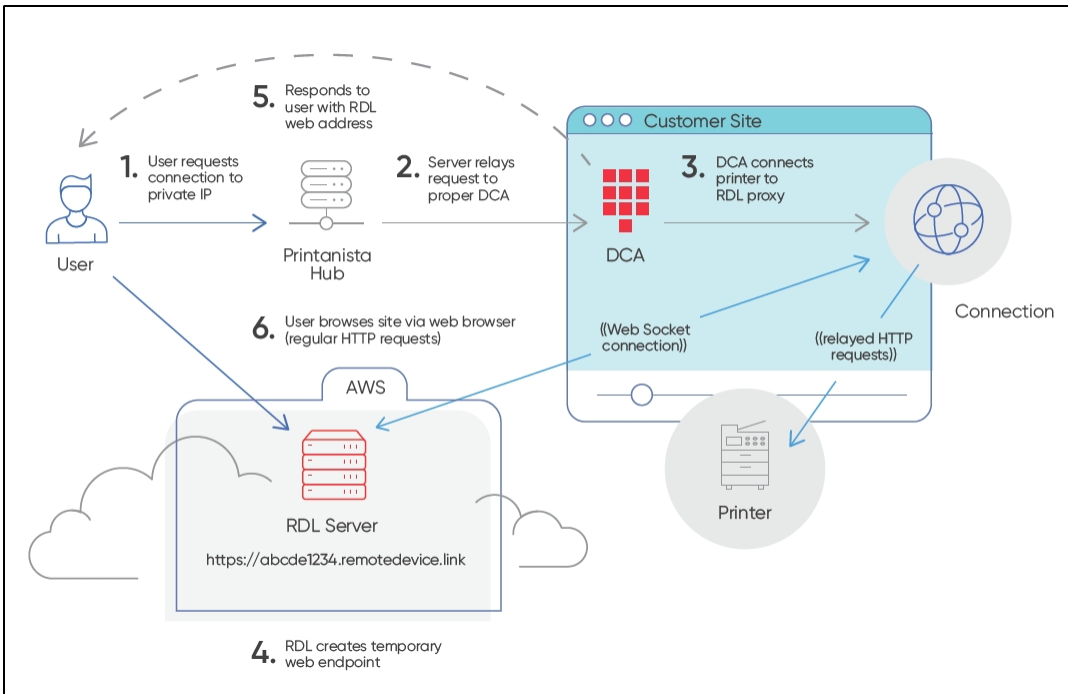 5. Responds to
user with RDL
web address
Customer Site
1. User requests
connection to
private IP
2. Server relays
request to
proper DCA
3. DCA connects
printer to
RDL proxy
User
Printanista
Hub
DCA
Connection
6. User browses site via web browser
(regular HTTP requests)
((Web Socket
connection))
((relayed HTTP
requests))
AWS
RDL Server
https://abcde1234.remotedevice.link
Printer
4. RDL creates temporary
web endpoint